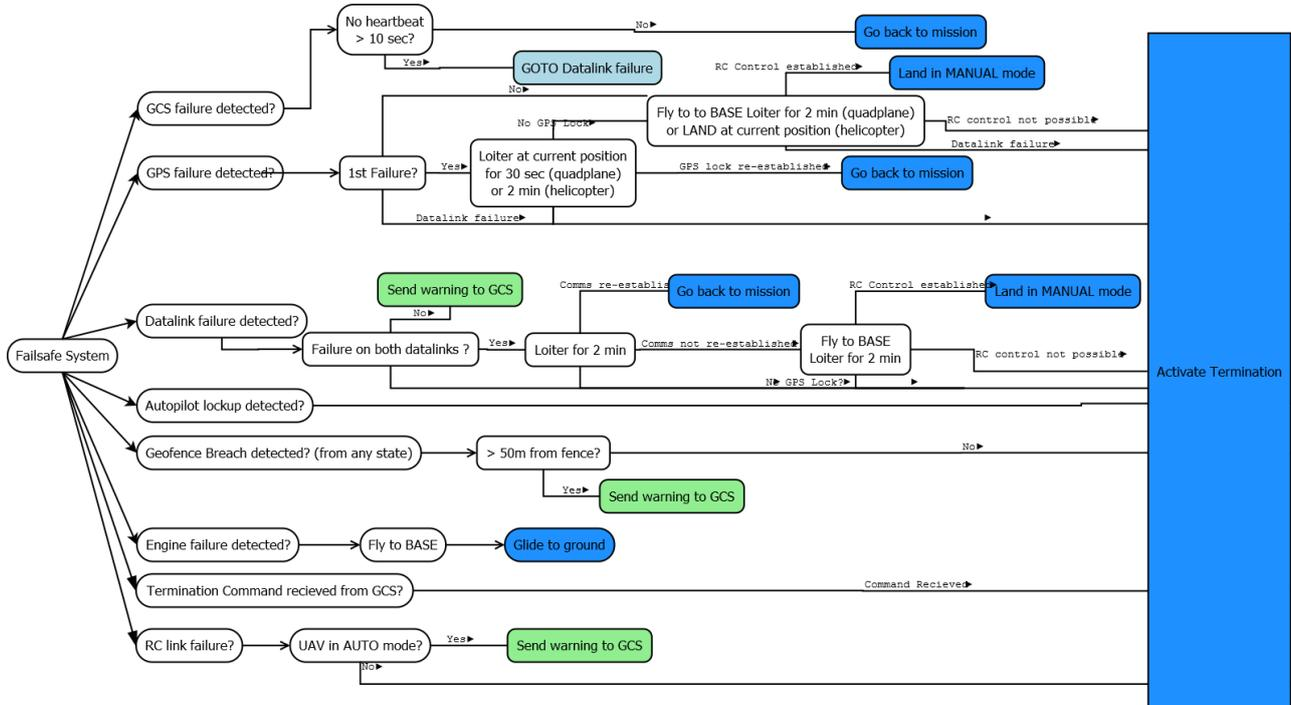 No heartbeat
> 10 sec?
No
Go back to mission
Yes
GOTO Datalink failure
RC Control established
Land in MANUAL mode
GCS failure detected?
No
Fly to to BASE Loiter for 2 min (quadplane)
or LAND at current position (helicopter)
No GPS Lock
RC control not possible
Datalink failure
GPS failure detected?
1st Failure?
Yes
Loiter at current position
for 30 sec (quadplane)
or 2 min (helicopter)
GPS lock re-established
Go back to mission
Datalink failure
Send warning to GCS
No
Comms re-establis
Go back to mission
RC Control established
Land in MANUAL mode
Datalink failure detected?
Failure on both datalinks ?
Yes
Loiter for 2 min
Comms not re-established
Fly to BASE
Loiter for 2 min
RC control not possible
Failsafe System
Activate Termination
No GPS Lock?
Autopilot lockup detected?
Geofence Breach detected? (from any state)
> 50m from fence?
No
Yes
Send warning to GCS
Engine failure detected?
Fly to BASE
Glide to ground
Termination Command recieved from GCS?
Command Recieved
RC link failure?
UAV in AUTO mode?
Yes
Send warning to GCS
No